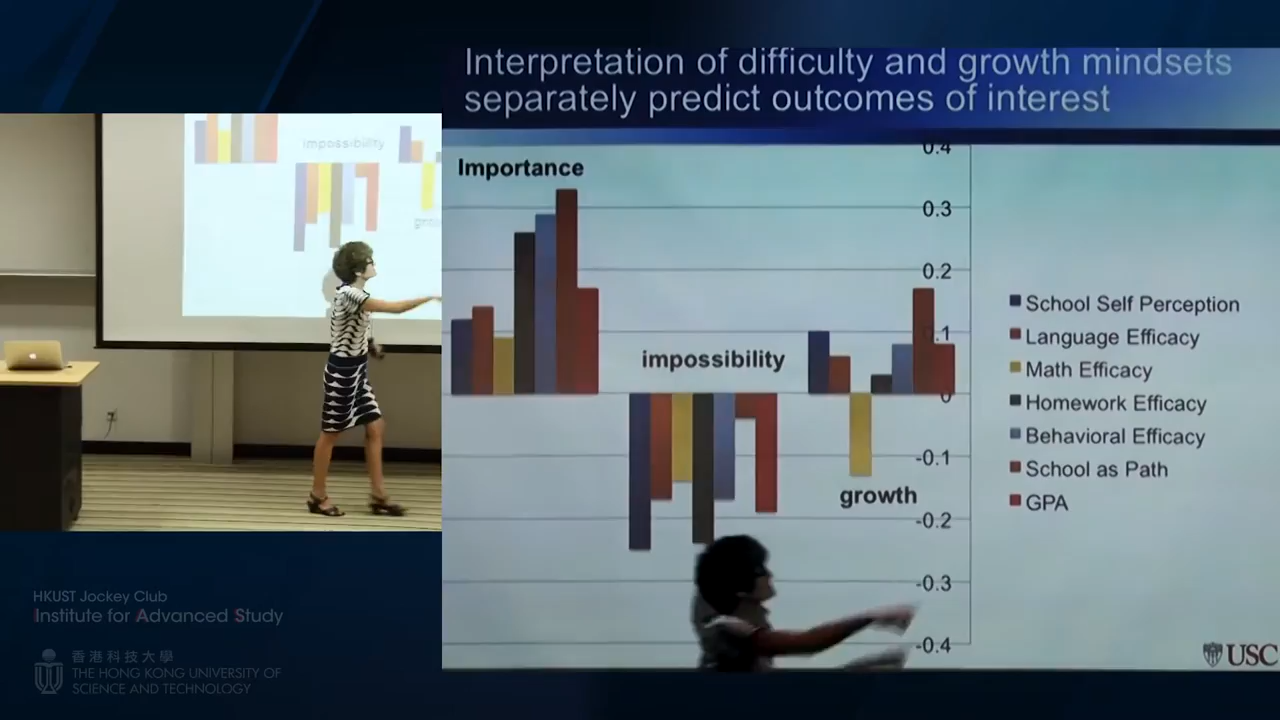 Interpretation of difficulty and growth mindsets
separately predict outcomes of interest
Importance
impossibility
growth
0.4
0.3
0.2
0.1
0
-0.1
-0.2
-0.3
-0.4
School Self Perception
Language Efficacy
Math Efficacy
Homework Efficacy
Behavioral Efficacy
School as Path
GPA
USC
impossibility
HKUST Jockey Club
Institute for Advanced Study
香港科技大學
THE HONG KONG UNIVERSITY OF
SCIENCE AND TECHNOLOGY